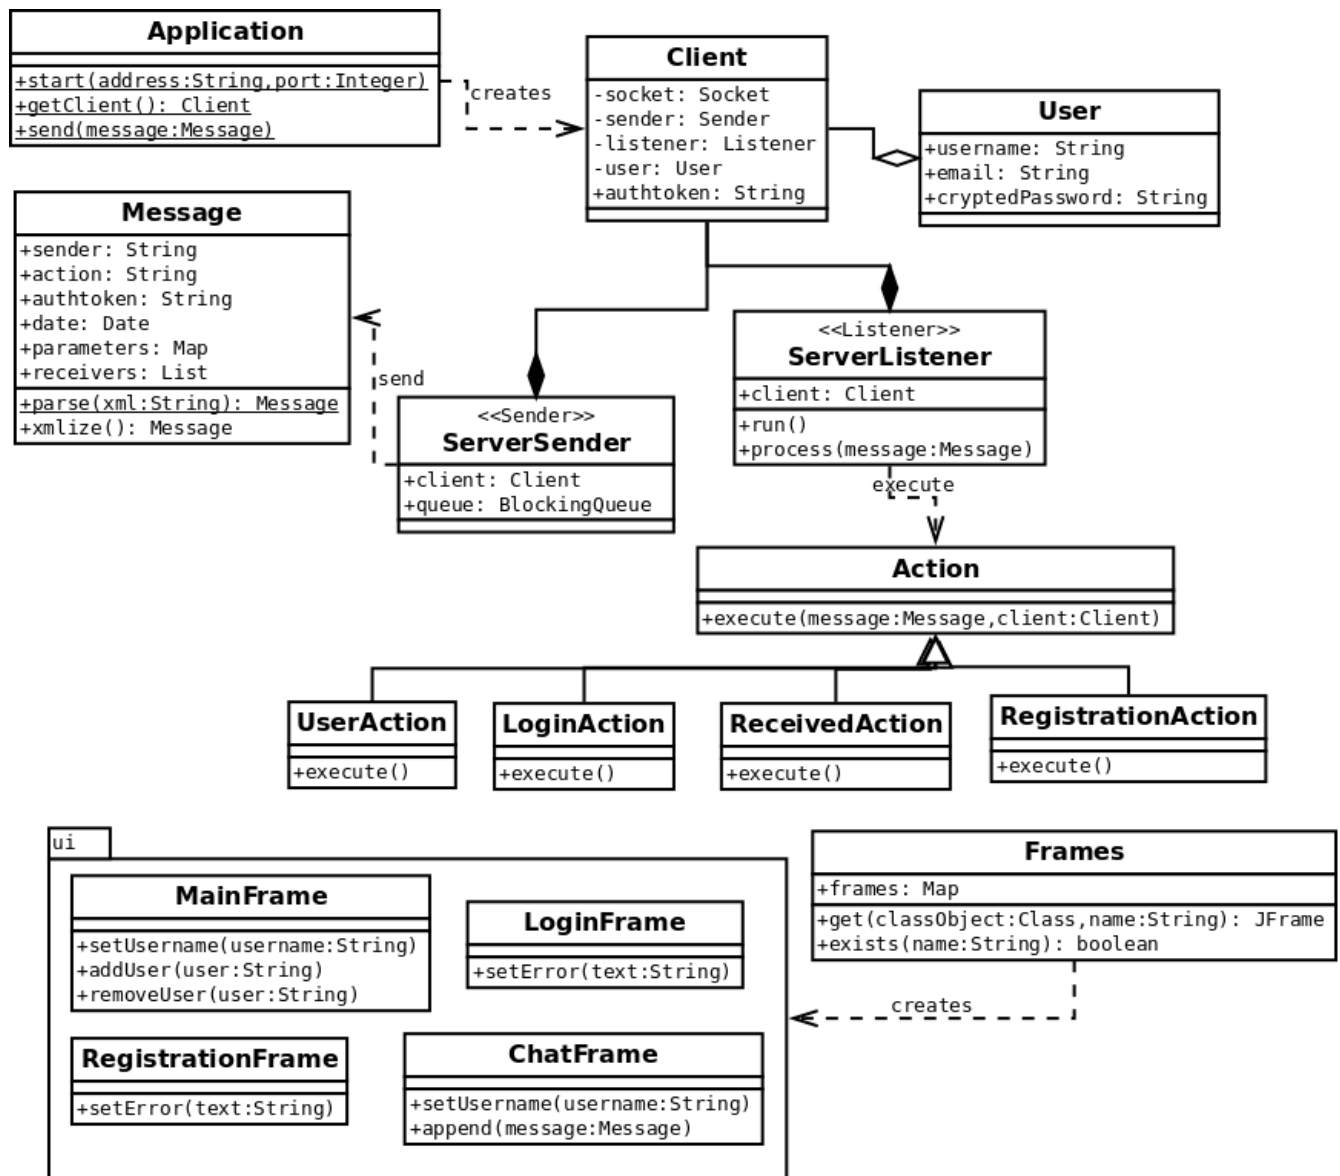 Application
+start(address:String,port:Integer)
+getClient(): Client
+send(message:Message)
creates
Client
-socket: Socket
-sender: Sender
-listener: Listener
-user: User
+authtoken: String
User
+username: String
+email: String
+cryptedPassword: String
Message
+sender: String
+action: String
+authtoken: String
+date: Date
+parameters: Map
+receivers: List
+parse(xml:String): Message
+xmlize(): Message
send
<<Sender>>
ServerSender
+client: Client
+queue: BlockingQueue
<<Listener>>
ServerListener
+client: Client
+run()
+process(message:Message)
execute
Action
+execute(message:Message,client:Client)
UserAction
+execute()
LoginAction
+execute()
ReceivedAction
+execute()
RegistrationAction
+execute()
ui
MainFrame
+setUsername(username:String)
+addUser(user:String)
+removeUser(user:String)
LoginFrame
+setError(text:String)
RegistrationFrame
+setError(text:String)
ChatFrame
+setUsername(username:String)
+append(message:Message)
Frames
+frames: Map
+get(classObject:Class,name:String): JFrame
+exists(name:String): boolean
creates